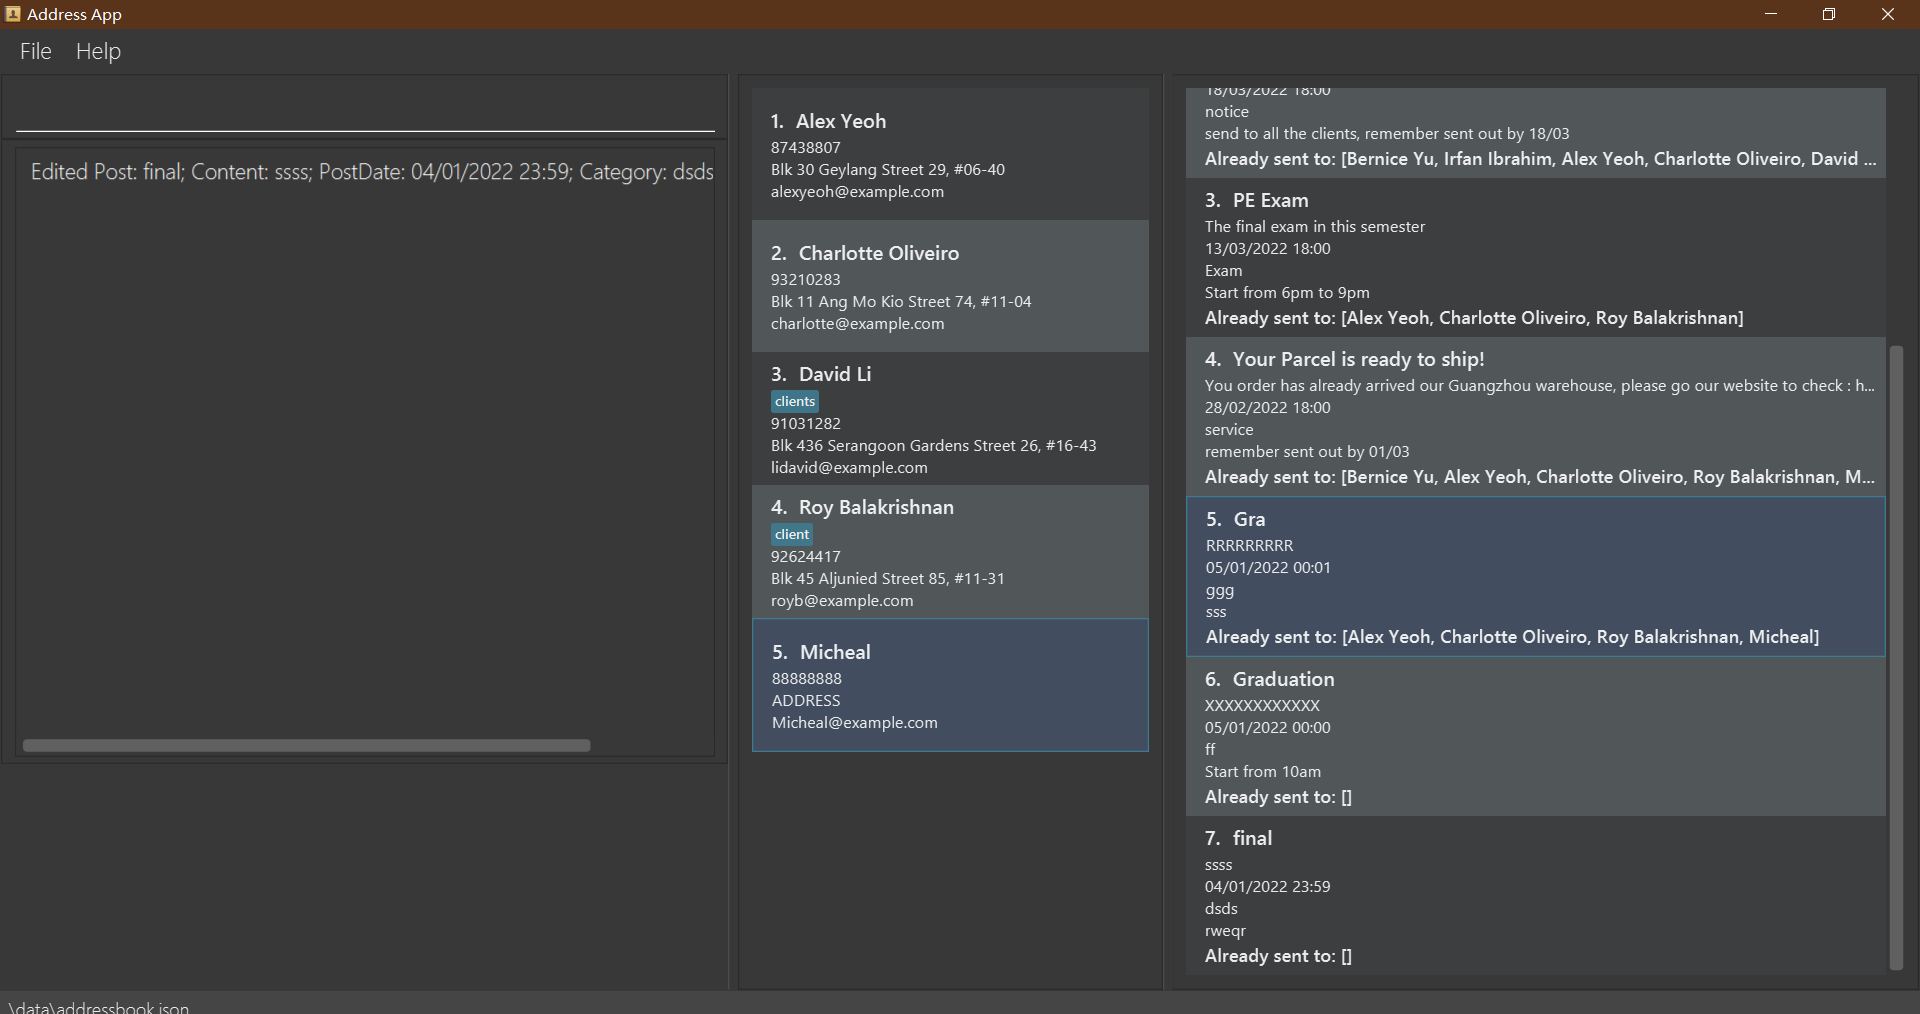 Address App
File Help
Edited Post: final; Content: ssss; PostDate: 04/01/2022 23:59; Category: dsds
1. Alex Yeoh
87438807
Blk 30 Geylang Street 29, #06-40
alexyeoh@example.com
2. Charlotte Oliveiro
93210283
Blk 11 Ang Mo Kio Street 74, #11-04
charlotte@example.com
3. David Li
clients
91031282
Blk 436 Serangoon Gardens Street 26, #16-43
lidavid@example.com
4. Roy Balakrishnan
client
92624417
Blk 45 Aljunied Street 85, #11-31
royb@example.com
5. Micheal
88888888
ADDRESS
Micheal@example.com
18/03/2022 18:00
notice
send to all the clients, remember sent out by 18/03
Already sent to: [Bernice Yu, Irfan Ibrahim, Alex Yeoh, Charlotte Oliveiro, David ...
3. PE Exam
The final exam in this semester
13/03/2022 18:00
Exam
Start from 6pm to 9pm
Already sent to: [Alex Yeoh, Charlotte Oliveiro, Roy Balakrishnan]
4. Your Parcel is ready to ship!
You order has already arrived our Guangzhou warehouse, please go our website to check : h...
28/02/2022 18:00
service
remember sent out by 01/03
Already sent to: [Bernice Yu, Alex Yeoh, Charlotte Oliveiro, Roy Balakrishnan, M...
5. Gra
RRRRRRRRR
05/01/2022 00:01
ggg
sss
Already sent to: [Alex Yeoh, Charlotte Oliveiro, Roy Balakrishnan, Micheal]
6. Graduation
XXXXXXXXXXXX
05/01/2022 00:00
ff
Start from 10am
Already sent to: []
7. final
ssss
04/01/2022 23:59
dsds
rweqr
Already sent to: []
\data\addressbook.json